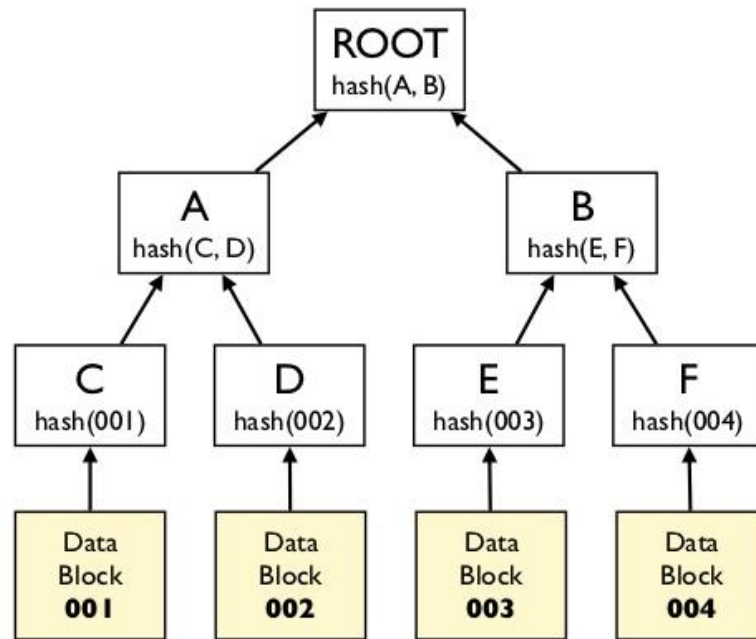 ROOT
hash(A, B)
A
hash(C, D)
B
hash(E, F)
C
hash(001)
D
hash(002)
E
hash(003)
F
hash(004)
Data
Block
001
Data
Block
002
Data
Block
003
Data
Block
004